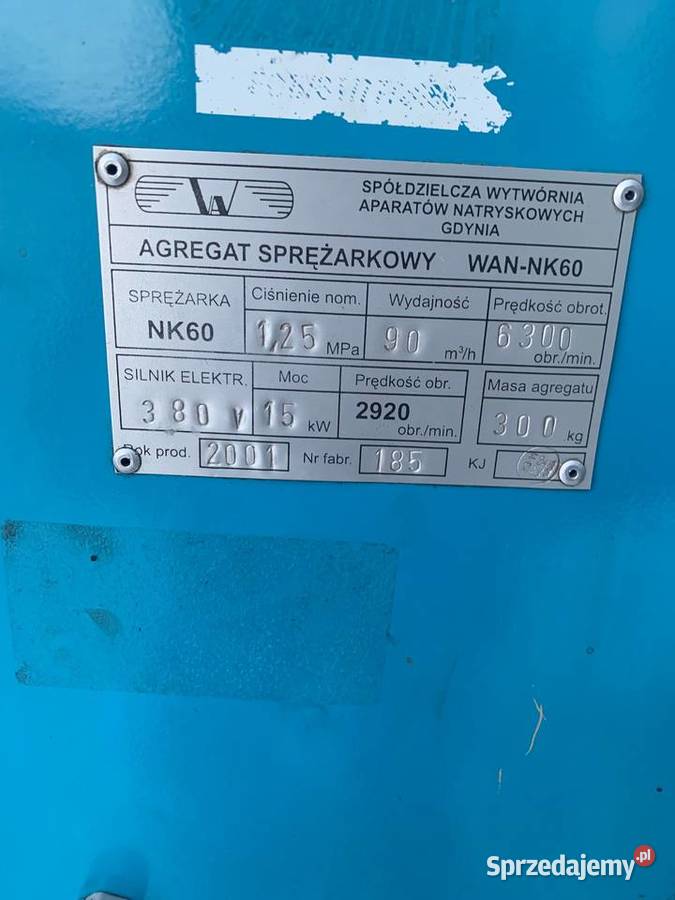 WA
SPÓŁDZIELCZA WYTWÓRNIA
APARATÓW NATRYSKOWYCH
GDYNIA
AGREGAT SPRĘŻARKOWY WAN-NK60
SPRĘŻARKA
NK60
Ciśnienie nom.
1,25 MPa
Wydajność
90 m³/h
Prędkość obrot.
6300
obr./min.
SILNIK ELEKTR.
380 V
Moc
15 kW
Prędkość obr.
2920
obr./min.
Masa agregatu
300 kg
Rok prod. 2001 Nr fabr. 185 KJ
Sprzedajemy.pl